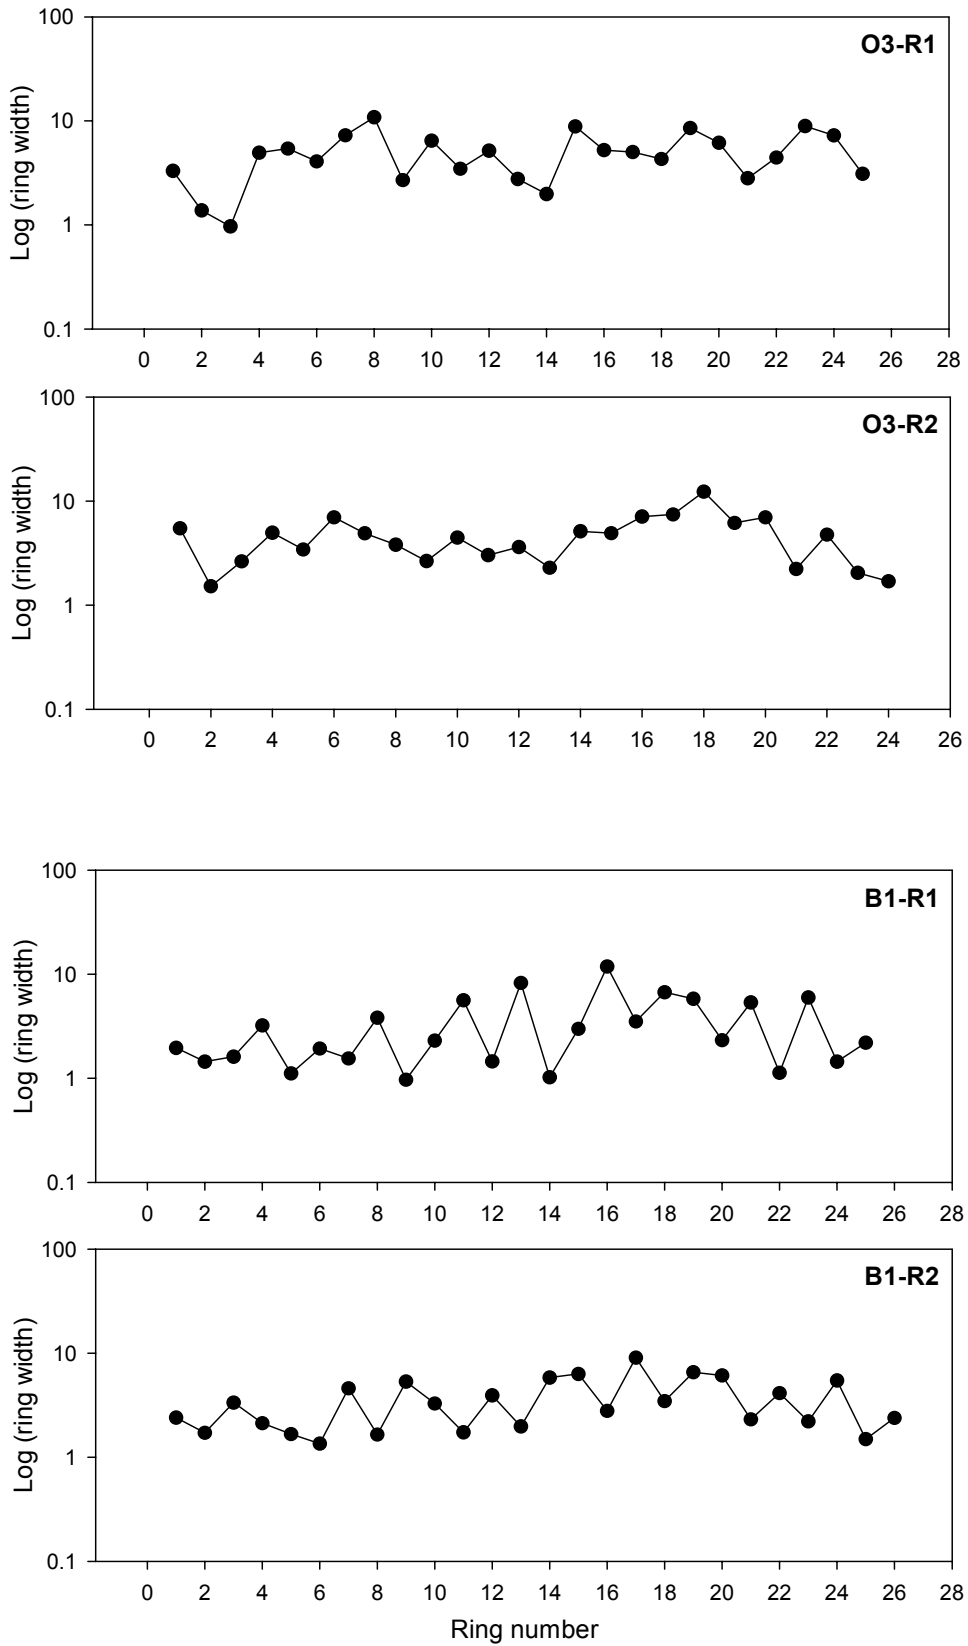 100
O3-R1
10
Log (ring width)
1
0.1
0 2 4 6 8 10 12 14 16 18 20 22 24 26 28
100
O3-R2
10
Log (ring width)
1
0.1
0 2 4 6 8 10 12 14 16 18 20 22 24 26
100
B1-R1
10
Log (ring width)
1
0.1
0 2 4 6 8 10 12 14 16 18 20 22 24 26 28
100
B1-R2
10
Log (ring width)
1
0.1
0 2 4 6 8 10 12 14 16 18 20 22 24 26 28
Ring number